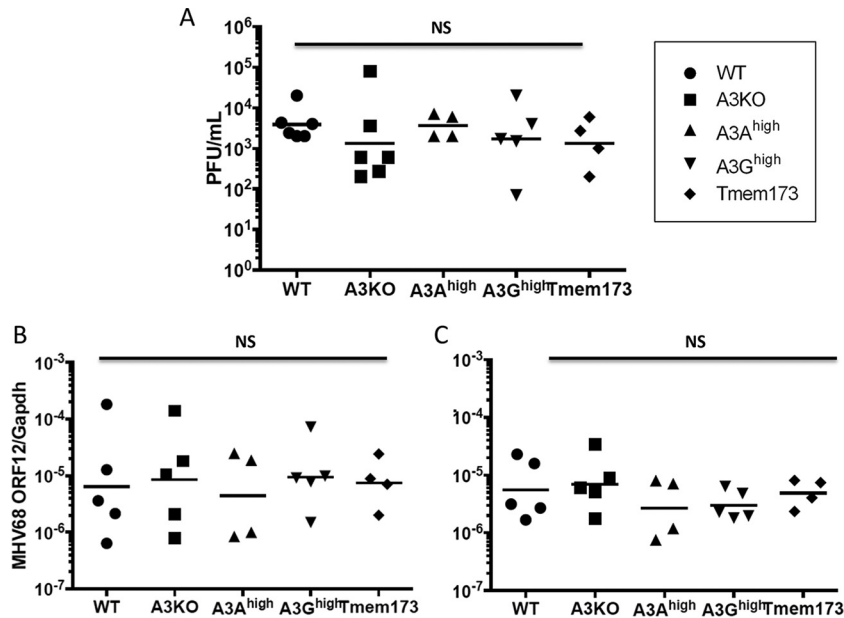 A
NS
PFU/mL
10^6
10^5
10^4
10^3
10^2
10^1
10^0
WT A3KO A3A^high A3G^high Tmem173
WT
A3KO
A3A^high
A3G^high
Tmem173
B
NS
MHV68 ORF12/Gapdh
10^-3
10^-4
10^-5
10^-6
10^-7
WT A3KO A3A^high A3G^high Tmem173
C
NS
10^-3
10^-4
10^-5
10^-6
10^-7
WT A3KO A3A^high A3G^high Tmem173